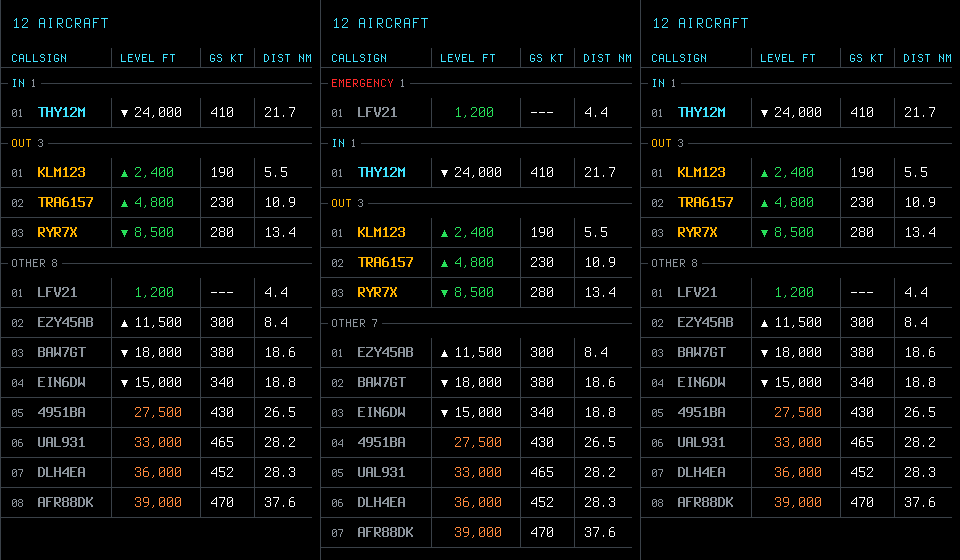 12 AIRCRAFT
CALLSIGN LEVEL FT GS KT DIST NM
IN 1
01 THY12M ▼ 24,000 410 21.7
OUT 3
01 KLM123 ▲ 2,400 190 5.5
02 TRA6157 ▲ 4,800 230 10.9
03 RYR7X ▼ 8,500 280 13.4
OTHER 8
01 LFV21 1,200 --- 4.4
02 EZY45AB ▲ 11,500 300 8.4
03 BAW7GT ▼ 18,000 380 18.6
04 EIN6DW ▼ 15,000 340 18.8
05 4951BA 27,500 430 26.5
06 UAL931 33,000 465 28.2
07 DLH4EA 36,000 452 28.3
08 AFR88DK 39,000 470 37.6
12 AIRCRAFT
CALLSIGN LEVEL FT GS KT DIST NM
EMERGENCY 1
01 LFV21 1,200 --- 4.4
IN 1
01 THY12M ▼ 24,000 410 21.7
OUT 3
01 KLM123 ▲ 2,400 190 5.5
02 TRA6157 ▲ 4,800 230 10.9
03 RYR7X ▼ 8,500 280 13.4
OTHER 7
01 EZY45AB ▲ 11,500 300 8.4
02 BAW7GT ▼ 18,000 380 18.6
03 EIN6DW ▼ 15,000 340 18.8
04 4951BA 27,500 430 26.5
05 UAL931 33,000 465 28.2
06 DLH4EA 36,000 452 28.3
07 AFR88DK 39,000 470 37.6
12 AIRCRAFT
CALLSIGN LEVEL FT GS KT DIST NM
IN 1
01 THY12M ▼ 24,000 410 21.7
OUT 3
01 KLM123 ▲ 2,400 190 5.5
02 TRA6157 ▲ 4,800 230 10.9
03 RYR7X ▼ 8,500 280 13.4
OTHER 8
01 LFV21 1,200 --- 4.4
02 EZY45AB ▲ 11,500 300 8.4
03 BAW7GT ▼ 18,000 380 18.6
04 EIN6DW ▼ 15,000 340 18.8
05 4951BA 27,500 430 26.5
06 UAL931 33,000 465 28.2
07 DLH4EA 36,000 452 28.3
08 AFR88DK 39,000 470 37.6